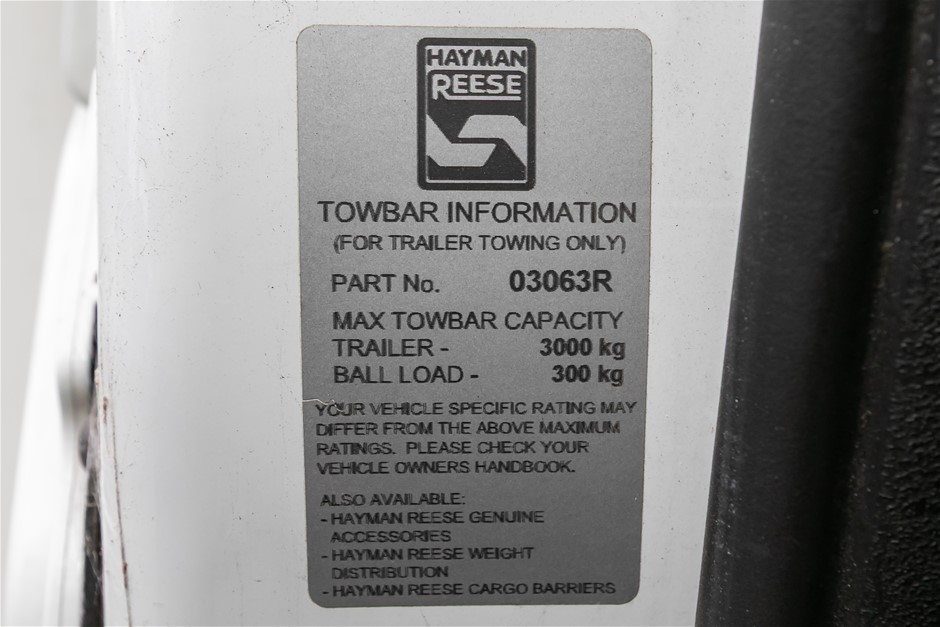 HAYMAN
REESE
TOWBAR INFORMATION
(FOR TRAILER TOWING ONLY)
PART No. 03063R
MAX TOWBAR CAPACITY
TRAILER - 3000 kg
BALL LOAD - 300 kg
YOUR VEHICLE SPECIFIC RATING MAY
DIFFER FROM THE ABOVE MAXIMUM
RATINGS. PLEASE CHECK YOUR
VEHICLE OWNERS HANDBOOK.
ALSO AVAILABLE:
- HAYMAN REESE GENUINE
ACCESSORIES
- HAYMAN REESE WEIGHT
DISTRIBUTION
- HAYMAN REESE CARGO BARRIERS